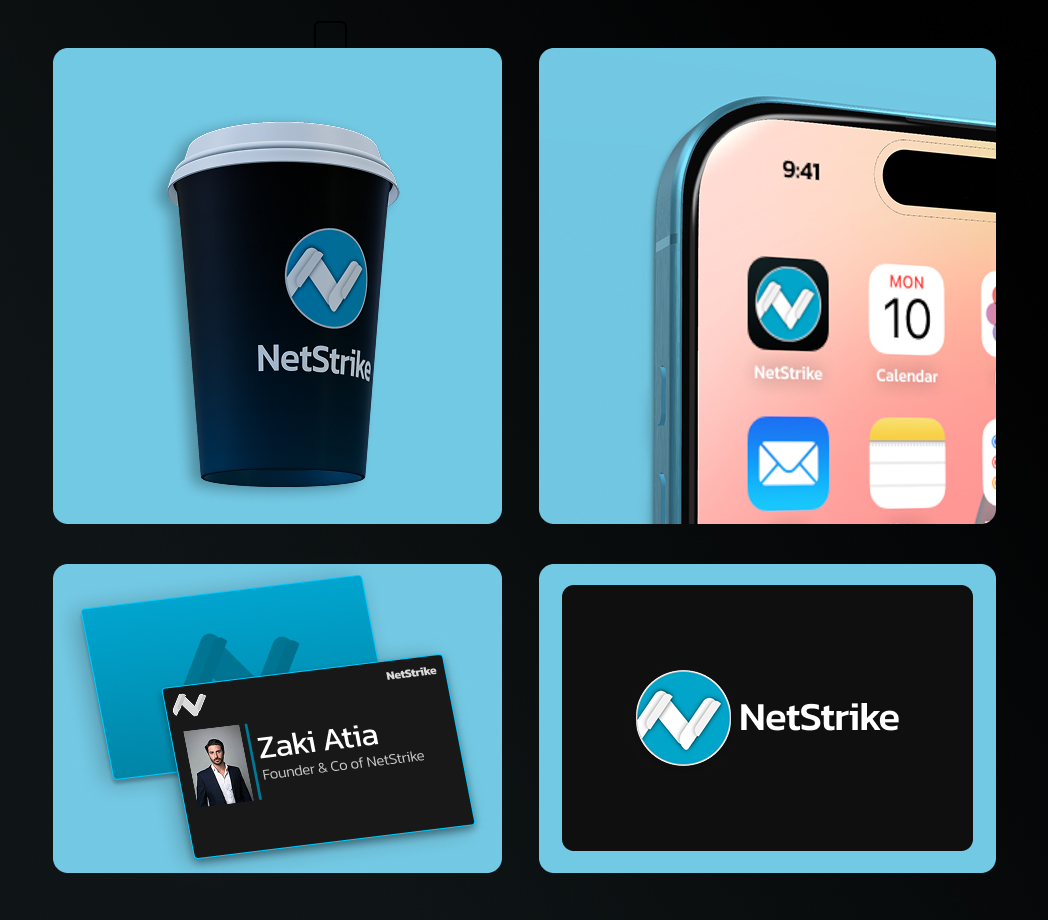 NetStrike
9:41
MON
10
NetStrike
Calendar
NetStrike
Zaki Atia
Founder & Co of NetStrike
NetStrike